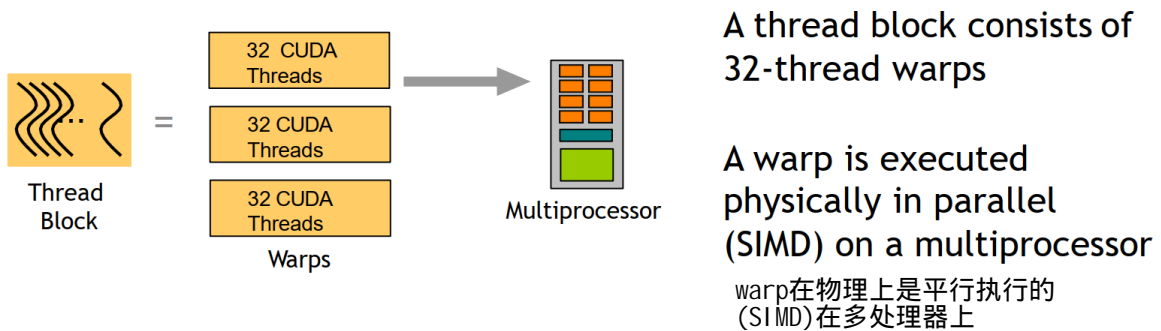 Thread
Block
=
32 CUDA
Threads
32 CUDA
Threads
32 CUDA
Threads
Warps
Multiprocessor
A thread block consists of
32-thread warps
A warp is executed
physically in parallel
(SIMD) on a multiprocessor
warp在物理上是平行执行的
(SIMD)在多处理器上